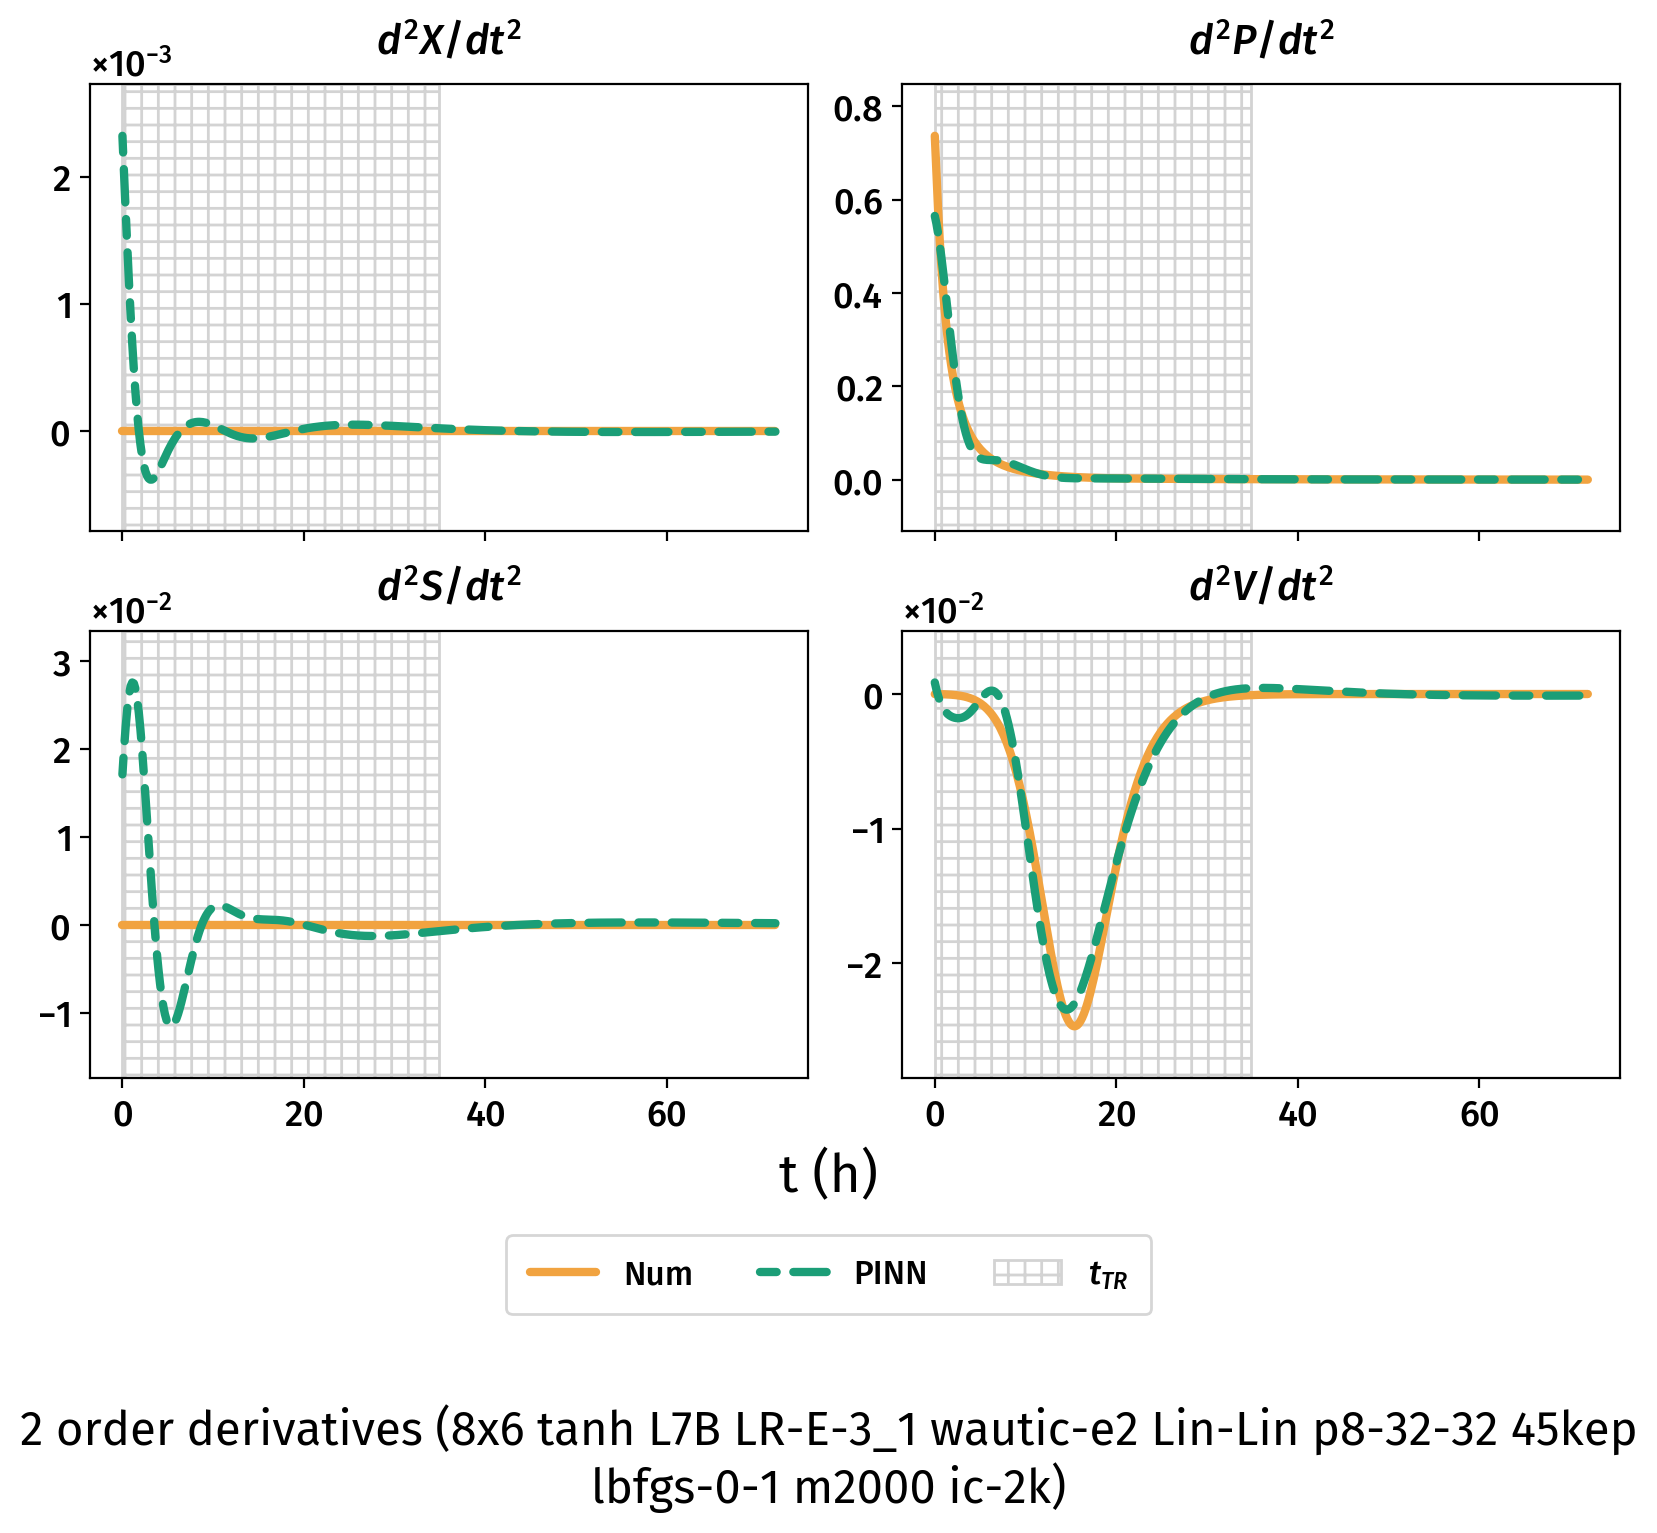 d²X/dt²
×10⁻³
2
1
0
d²P/dt²
0.8
0.6
0.4
0.2
0.0
d²S/dt²
×10⁻²
3
2
1
0
−1
0 20 40 60
d²V/dt²
×10⁻²
0
−1
−2
0 20 40 60
t (h)
Num PINN t_TR
2 order derivatives (8x6 tanh L7B LR-E-3_1 wautic-e2 Lin-Lin p8-32-32 45kep
lbfgs-0-1 m2000 ic-2k)